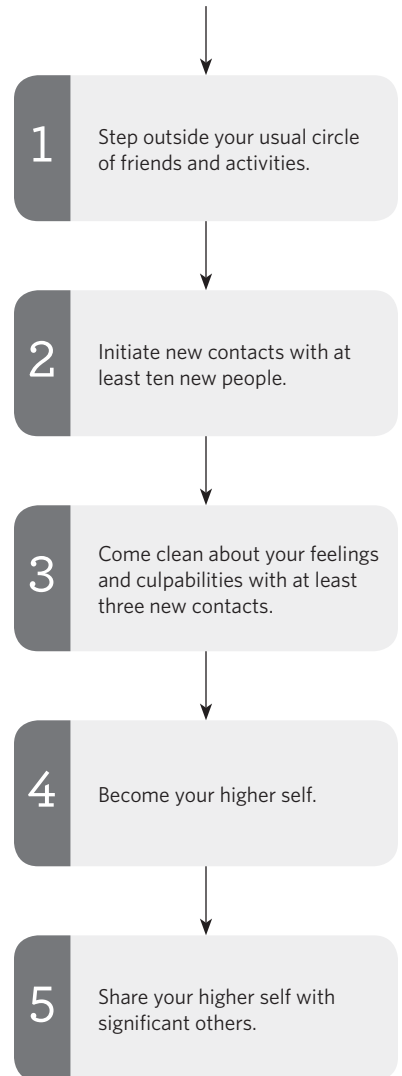 1
Step outside your usual circle
of friends and activities.
2
Initiate new contacts with at
least ten new people.
3
Come clean about your feelings
and culpabilities with at least
three new contacts.
4
Become your higher self.
5
Share your higher self with
significant others.